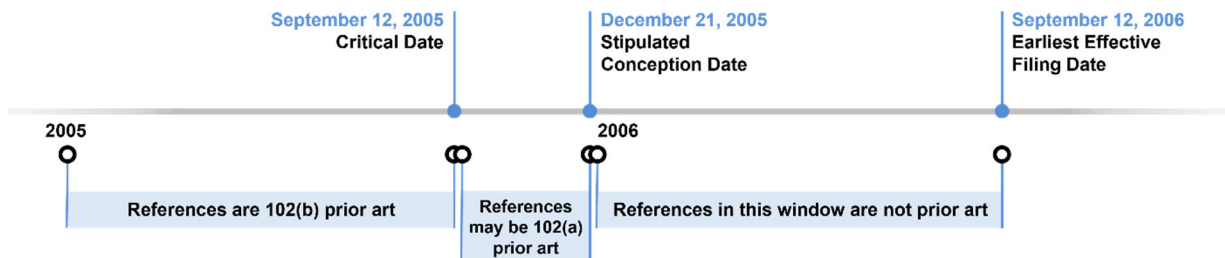 September 12, 2005
Critical Date
December 21, 2005
Stipulated
Conception Date
September 12, 2006
Earliest Effective
Filing Date
2005
2006
References are 102(b) prior art
References
may be 102(a)
prior art
References in this window are not prior art